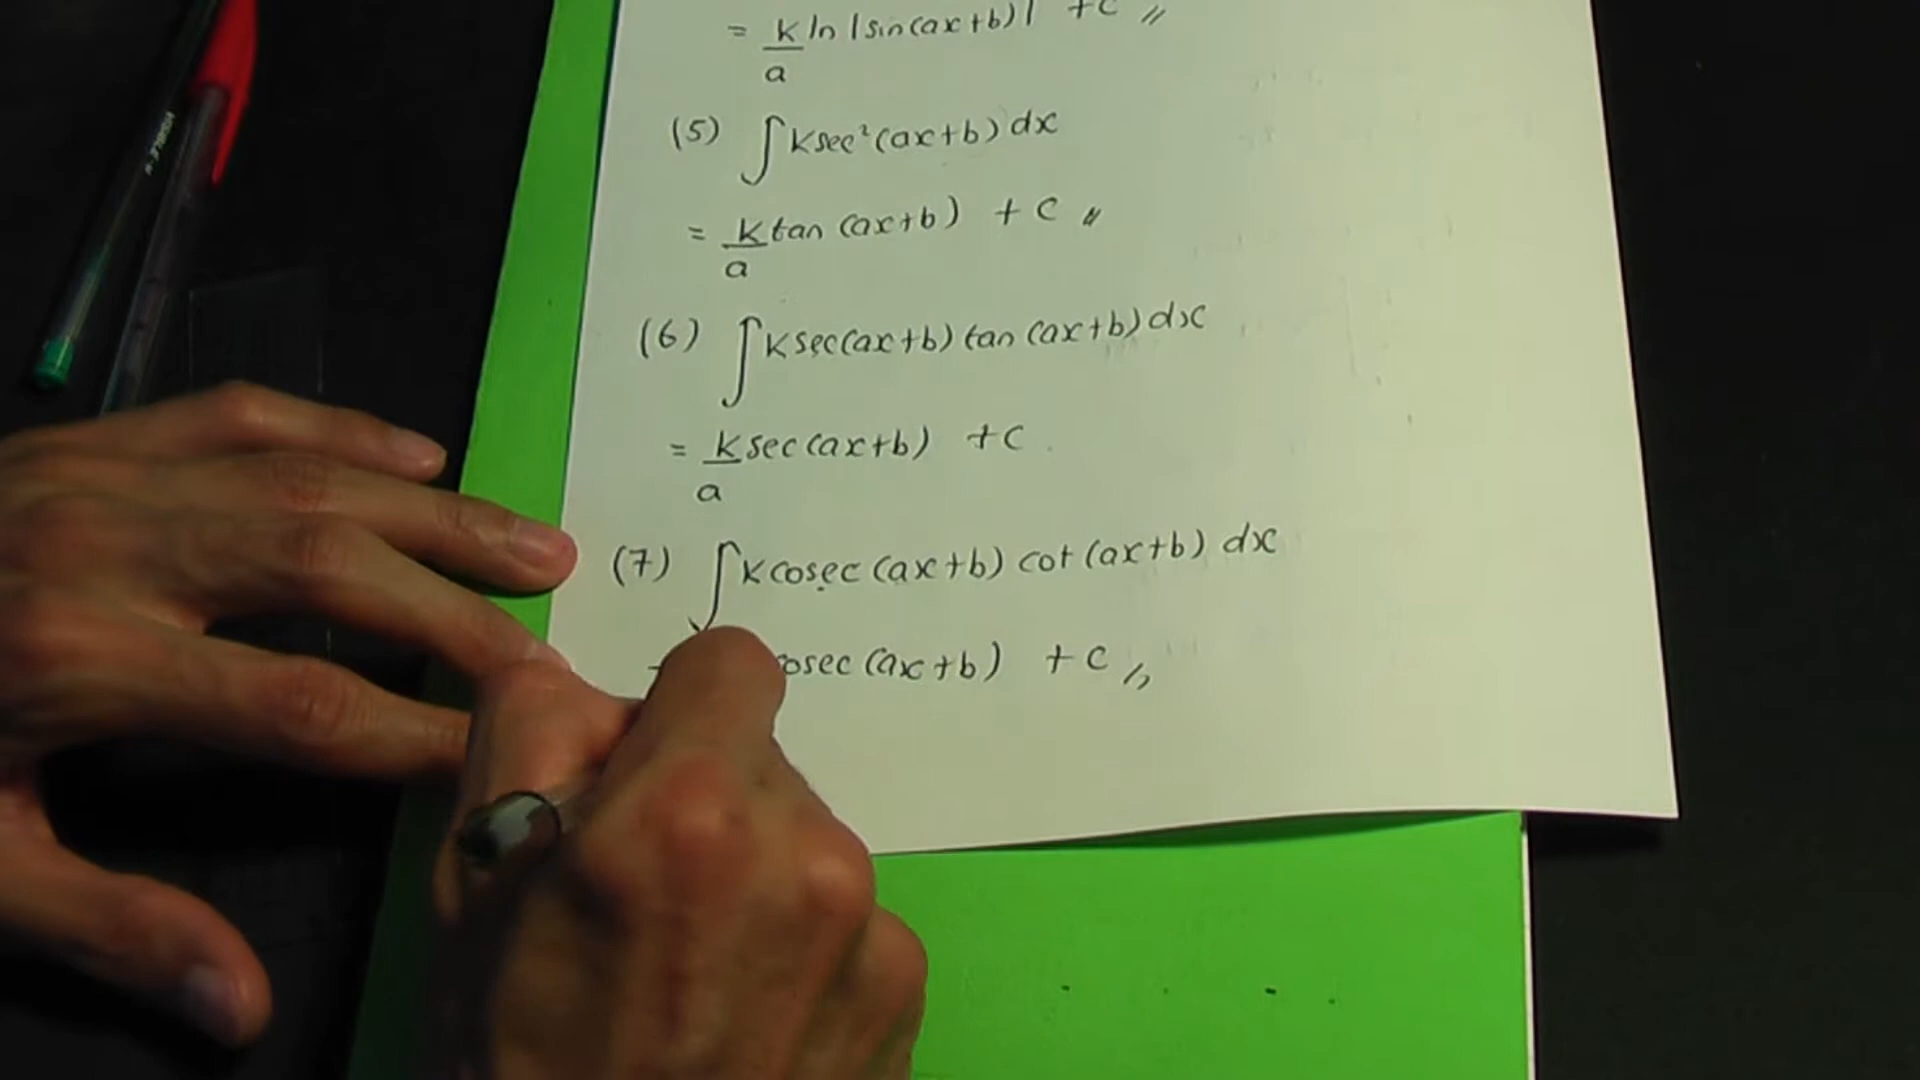 = k/a ln |sin(ax+b)| +c //
(5) ∫ k sec²(ax+b) dx
= k/a tan (ax+b) + c //
(6) ∫ k sec(ax+b) tan (ax+b) dx
= k/a sec (ax+b) + c
(7) ∫ k cosec (ax+b) cot (ax+b) dx
osec (ax+b) + c //